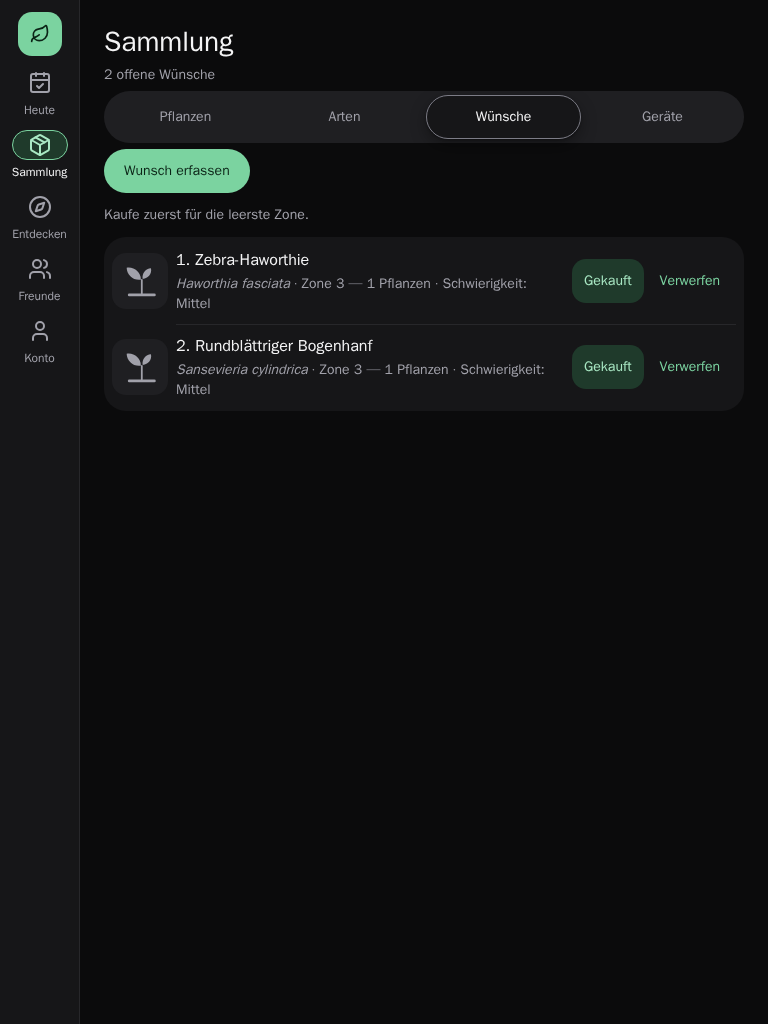 Sammlung
2 offene Wünsche
Pflanzen
Arten
Wünsche
Geräte
Wunsch erfassen
Kaufe zuerst für die leerste Zone.
1. Zebra-Haworthie
Haworthia fasciata · Zone 3 — 1 Pflanzen · Schwierigkeit:
Mittel
Gekauft
Verwerfen
2. Rundblättriger Bogenhanf
Sansevieria cylindrica · Zone 3 — 1 Pflanzen · Schwierigkeit:
Mittel
Gekauft
Verwerfen
Heute
Sammlung
Entdecken
Freunde
Konto